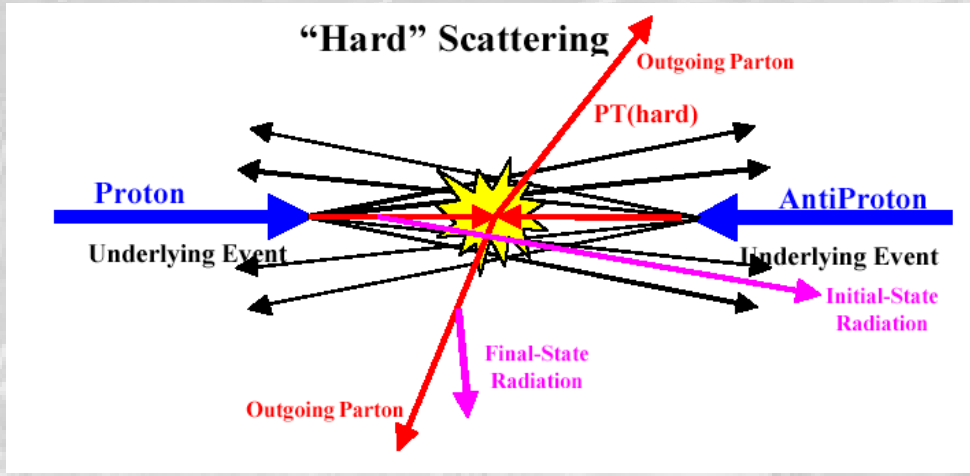 “Hard” Scattering
Outgoing Parton
PT(hard)
Proton
AntiProton
Underlying Event
Underlying Event
Initial-State
Radiation
Final-State
Radiation
Outgoing Parton